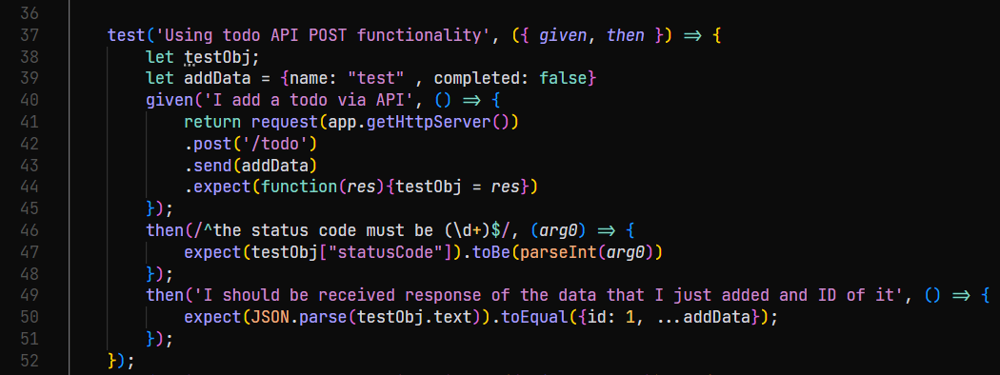 36
37 test('Using todo API POST functionality', ({ given, then }) => {
38 let testObj;
39 let addData = {name: "test" , completed: false}
40 given('I add a todo via API', () => {
41 return request(app.getHttpServer())
42 .post('/todo')
43 .send(addData)
44 .expect(function(res){testObj = res})
45 });
46 then(/^the status code must be (\d+)$/, (arg0) => {
47 expect(testObj["statusCode"]).toBe(parseInt(arg0))
48 });
49 then('I should be received response of the data that I just added and ID of it', () => {
50 expect(JSON.parse(testObj.text)).toEqual({id: 1, ...addData});
51 });
52 });